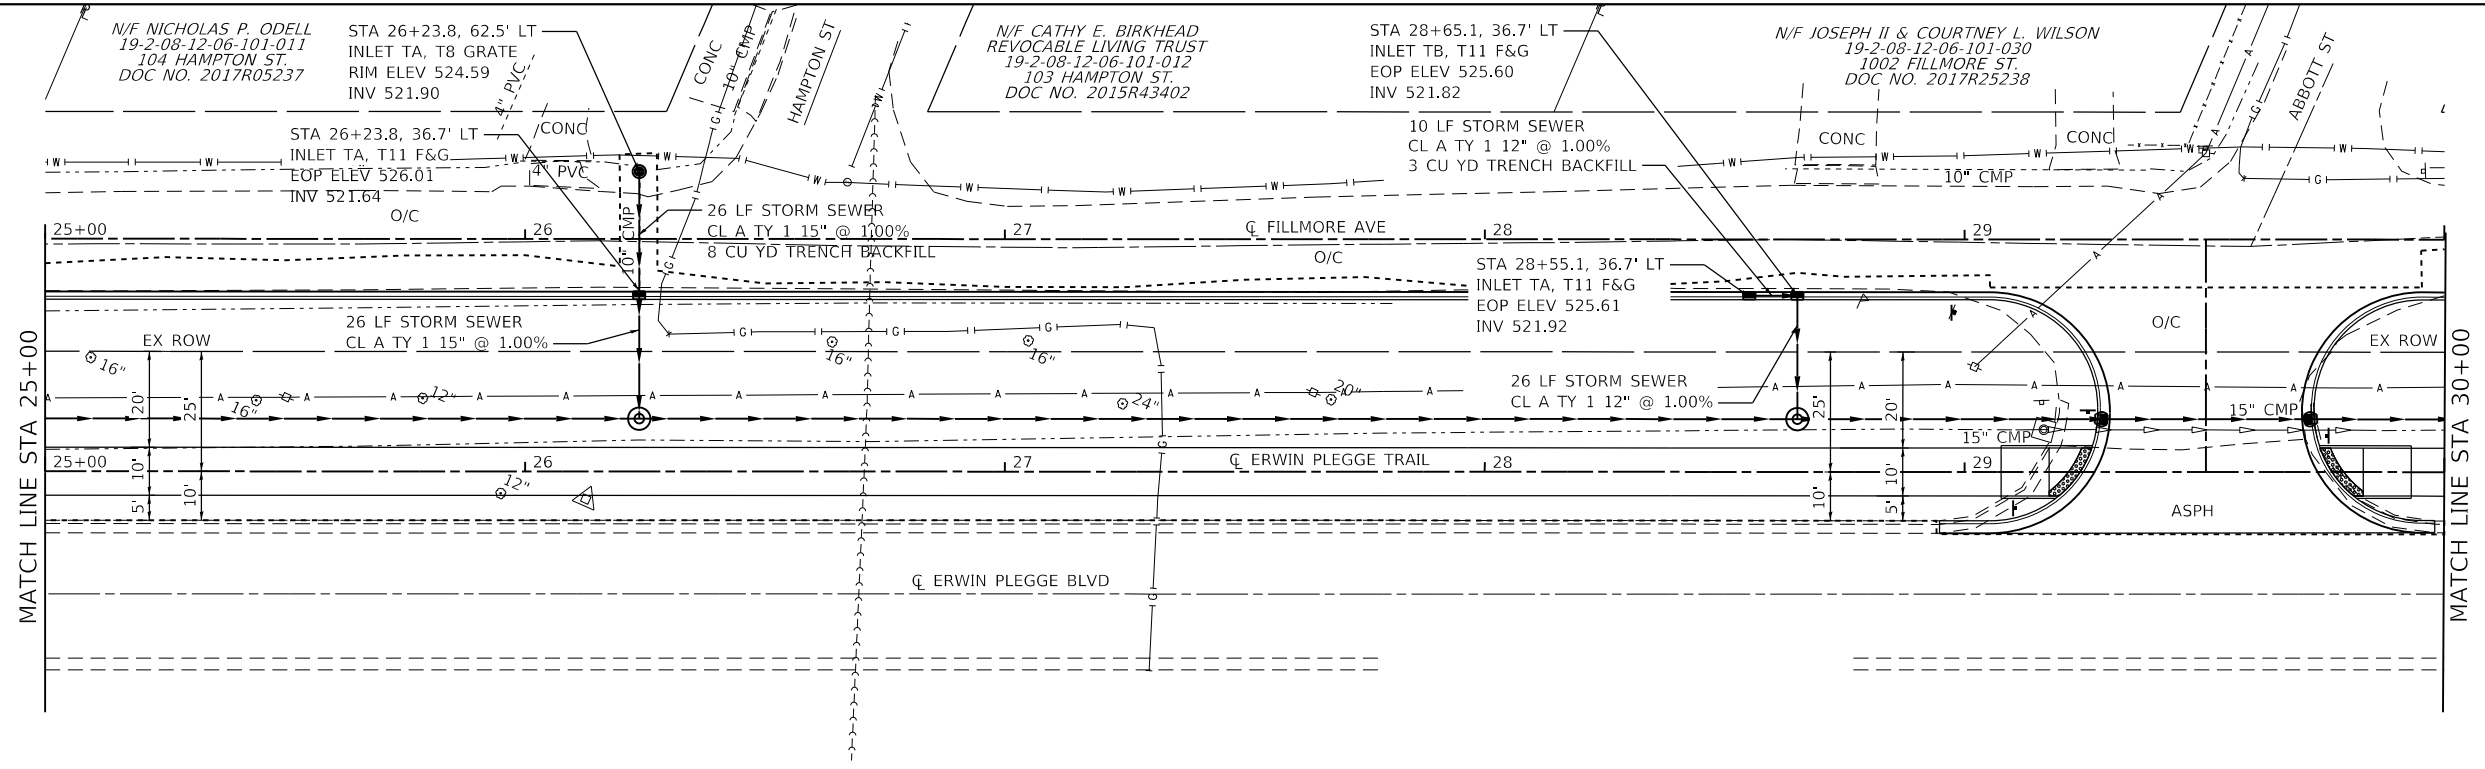 N/F NICHOLAS P. ODELL
19-2-08-12-06-101-011
104 HAMPTON ST.
DOC NO. 2017R05237
STA 26+23.8, 62.5' LT
INLET TA, T8 GRATE
RIM ELEV 524.59
INV 521.90
4" PVC
CONC
10" CMP
HAMPTON ST
N/F CATHY E. BIRKHEAD
REVOCABLE LIVING TRUST
19-2-08-12-06-101-012
103 HAMPTON ST.
DOC NO. 2015R43402
STA 28+65.1, 36.7' LT
INLET TB, T11 F&G
EOP ELEV 525.60
INV 521.82
N/F JOSEPH II & COURTNEY L. WILSON
19-2-08-12-06-101-030
1002 FILLMORE ST.
DOC NO. 2017R25238
ABBOTT ST
STA 26+23.8, 36.7' LT
INLET TA, T11 F&G
EOP ELEV 526.01
INV 521.64
CONC
4" PVC
10 LF STORM SEWER
CL A TY 1 12" @ 1.00%
3 CU YD TRENCH BACKFILL
CONC
CONC
10" CMP
W W W W W W W W W W W W W
G G G G
O/C
10" CMP
26 LF STORM SEWER
CL A TY 1 15" @ 1.00%
8 CU YD TRENCH BACKFILL
25+00
26
27
℄ FILLMORE AVE
28
29
O/C
STA 28+55.1, 36.7' LT
INLET TA, T11 F&G
EOP ELEV 525.61
INV 521.92
26 LF STORM SEWER
CL A TY 1 15" @ 1.00%
G G G
O/C
EX ROW
EX ROW
16"
16"
16"
16"
12"
24"
20"
A A A A A A A A A A A A A A A
20'
25'
26 LF STORM SEWER
CL A TY 1 12" @ 1.00%
25'
20'
15" CMP
15" CMP
25+00
26
27
℄ ERWIN PLEGGE TRAIL
28
29
10'
5'
10'
12"
10'
10'
5'
ASPH
℄ ERWIN PLEGGE BLVD
G
MATCH LINE STA 25+00
MATCH LINE STA 30+00